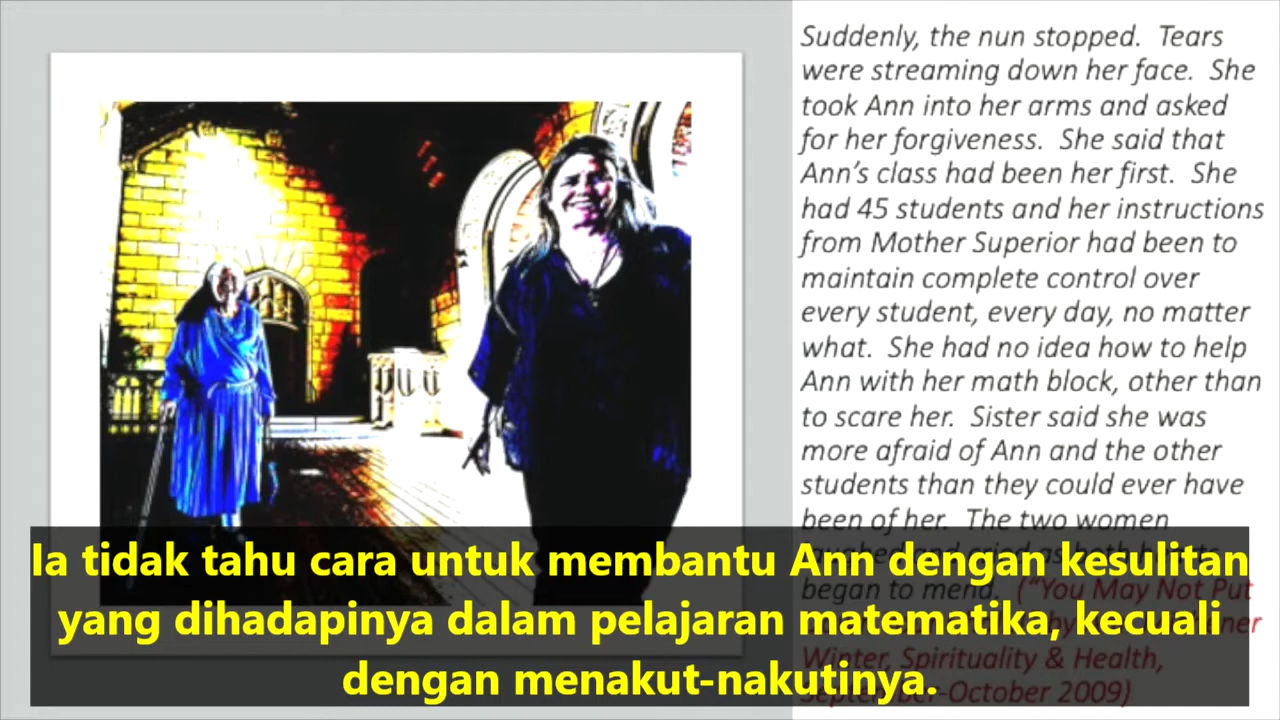 Suddenly, the nun stopped. Tears
were streaming down her face. She
took Ann into her arms and asked
for her forgiveness. She said that
Ann's class had been her first. She
had 45 students and her instructions
from Mother Superior had been to
maintain complete control over
every student, every day, no matter
what. She had no idea how to help
Ann with her math block, other than
to scare her. Sister said she was
more afraid of Ann and the other
students than they could ever have
been of her. The two women
began to mend. ("You May Not Put
Winter, Spirituality & Health,
September-October 2009)
Ia tidak tahu cara untuk membantu Ann dengan kesulitan
yang dihadapinya dalam pelajaran matematika, kecuali
dengan menakut-nakutinya.